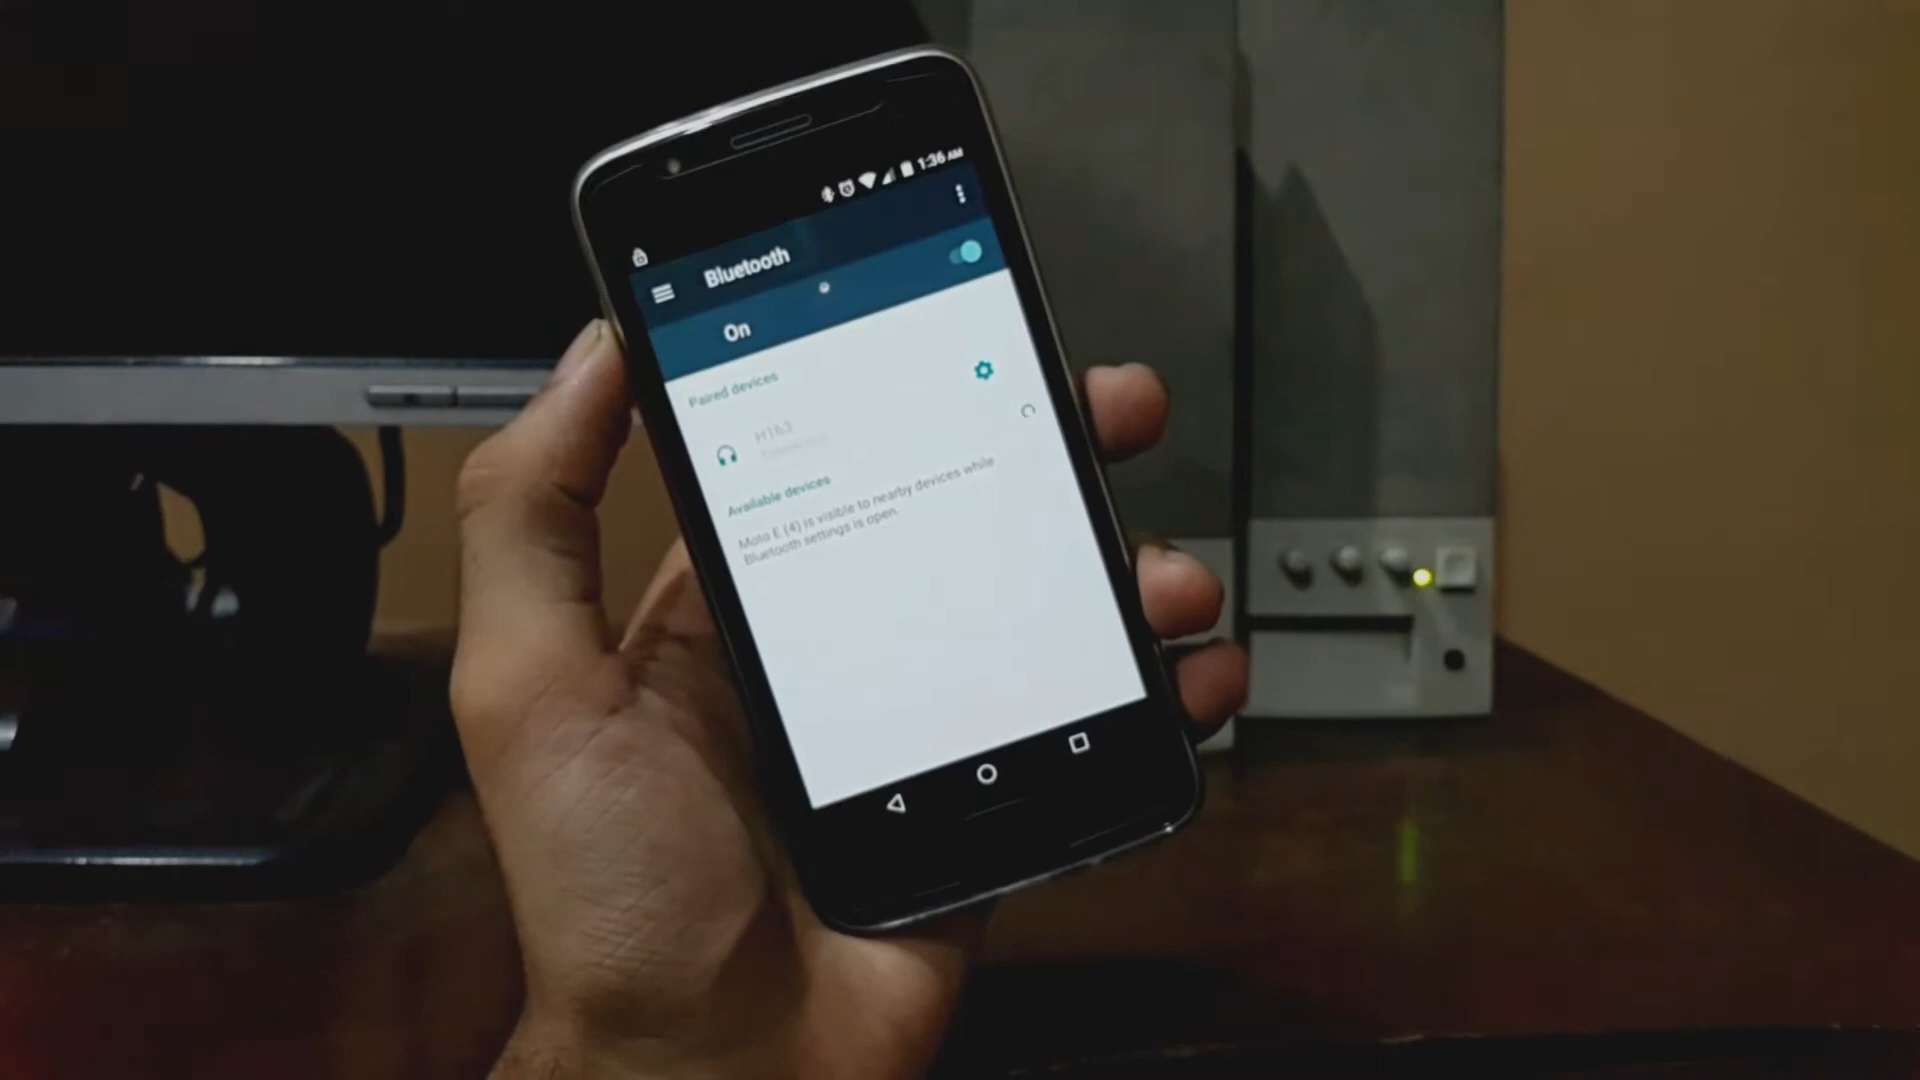 1:36 AM
Bluetooth
On
Paired devices
H163
Available devices
Moto E (4) is visible to nearby devices while
Bluetooth settings is open.